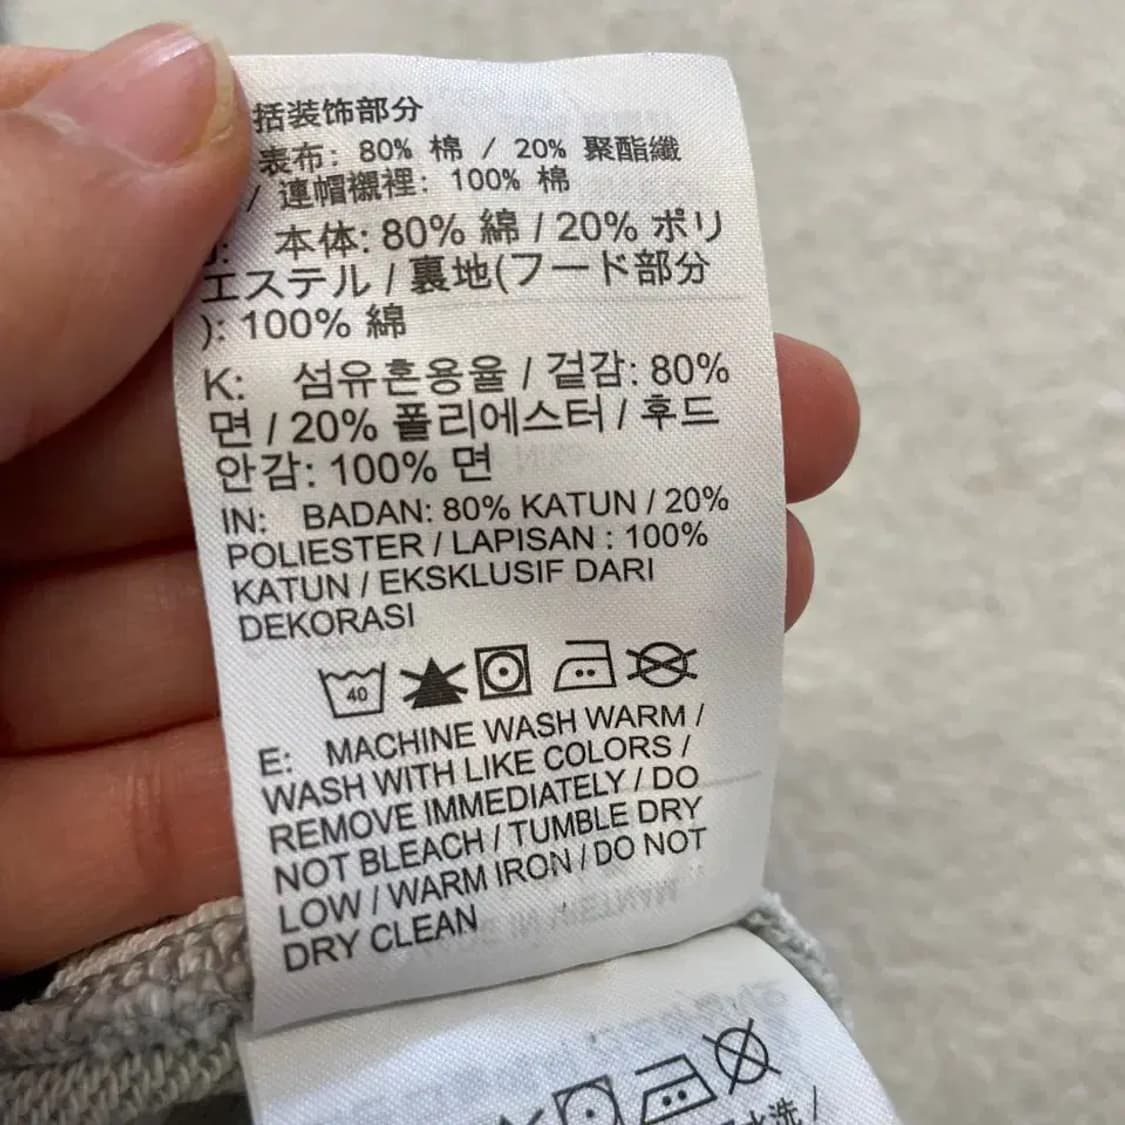 括装饰部分
表布: 80% 棉 / 20% 聚酯纖
/ 連帽襯裡: 100% 棉
J: 本体: 80% 綿 / 20% ポリ
エステル / 裏地(フード部分
): 100% 綿
K: 섬유혼용율 / 겉감: 80%
면 / 20% 폴리에스터 / 후드
안감: 100% 면
IN: BADAN: 80% KATUN / 20%
POLIESTER / LAPISAN : 100%
KATUN / EKSKLUSIF DARI
DEKORASI
40
E: MACHINE WASH WARM /
WASH WITH LIKE COLORS /
REMOVE IMMEDIATELY / DO
NOT BLEACH / TUMBLE DRY
LOW / WARM IRON / DO NOT
DRY CLEAN
水洗 /